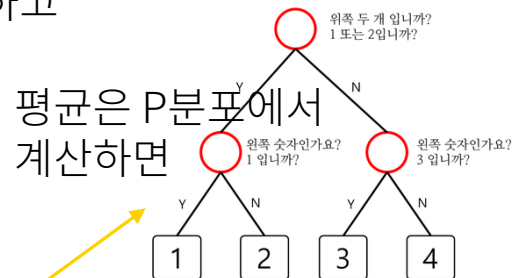 하고
위쪽 두 개 입니까?
1 또는 2입니까?
Y
N
평균은 P분포에서
계산하면
왼쪽 숫자인가요?
1 입니까?
왼쪽 숫자인가요?
3 입니까?
Y
N
Y
N
1
2
3
4